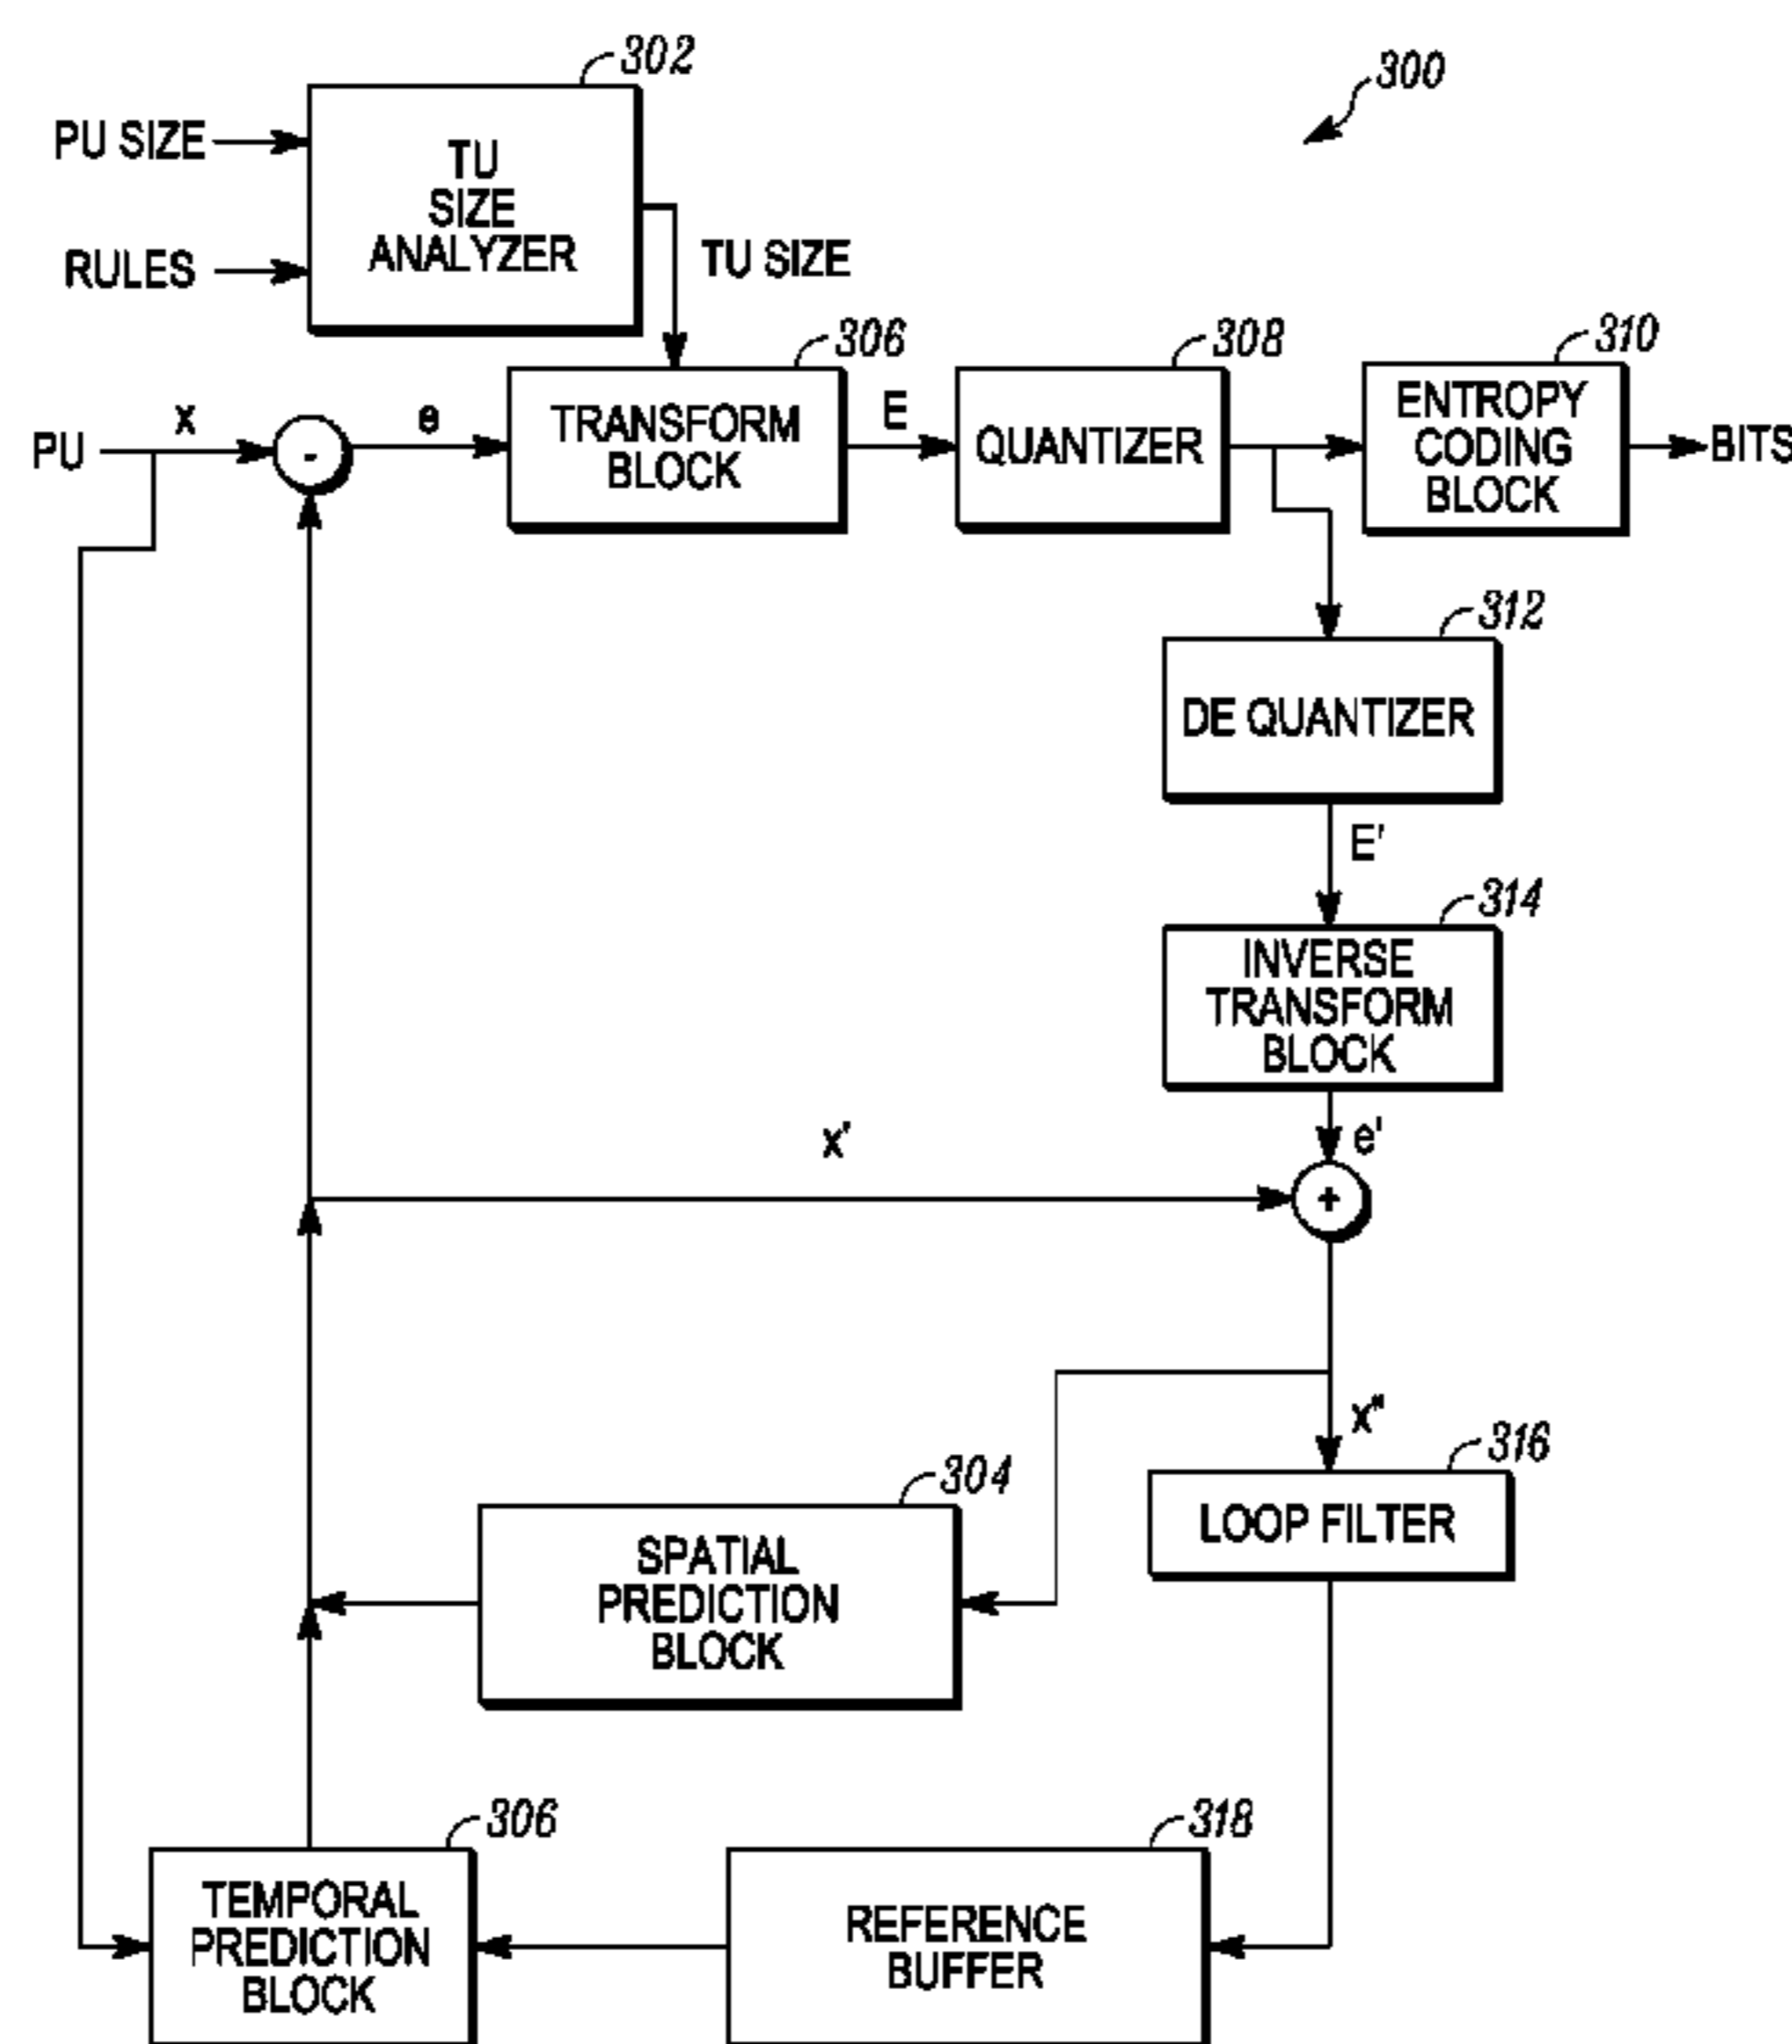 302
300
PU SIZE
TU
SIZE
ANALYZER
RULES
TU SIZE
306
308
310
PU
x
-
e
TRANSFORM
BLOCK
E
QUANTIZER
ENTROPY
CODING
BLOCK
BITS
312
DE QUANTIZER
E'
314
INVERSE
TRANSFORM
BLOCK
x'
e'
+
x"
316
LOOP FILTER
304
SPATIAL
PREDICTION
BLOCK
306
TEMPORAL
PREDICTION
BLOCK
318
REFERENCE
BUFFER